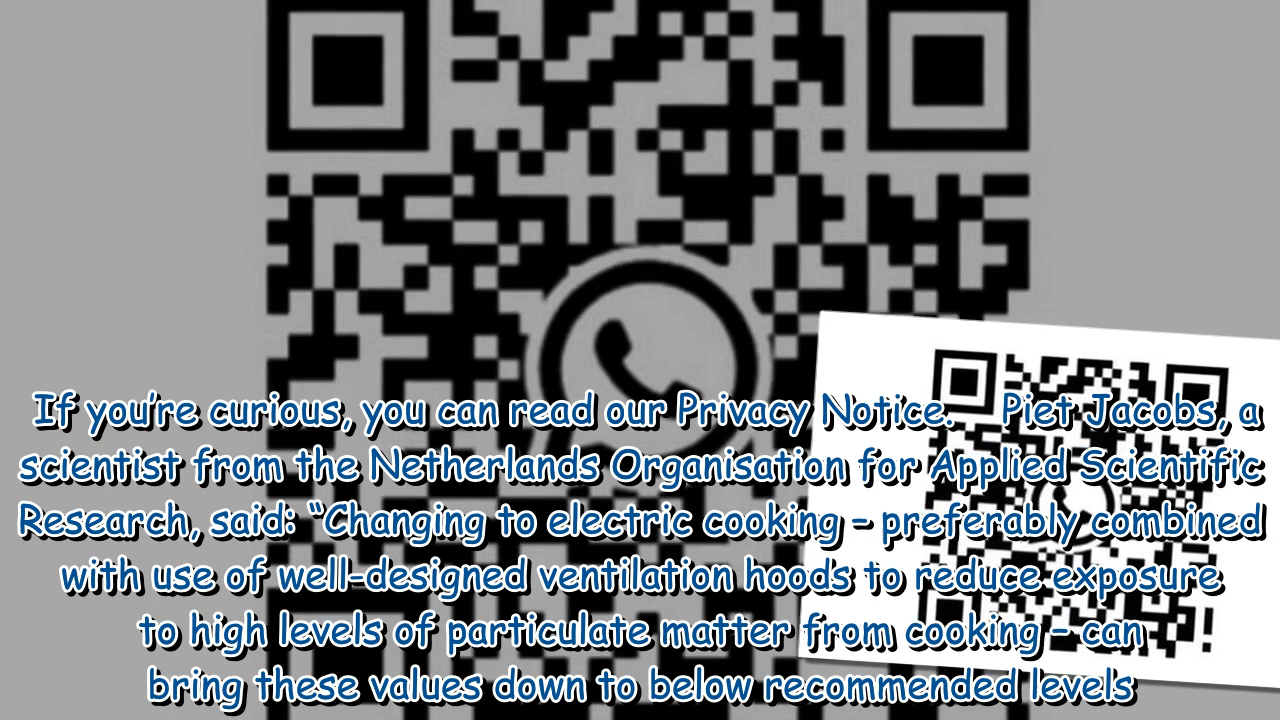 If you’re curious, you can read our Privacy Notice. Piet Jacobs, a
scientist from the Netherlands Organisation for Applied Scientific
Research, said: “Changing to electric cooking – preferably combined
with use of well-designed ventilation hoods to reduce exposure
to high levels of particulate matter from cooking – can
bring these values down to below recommended levels